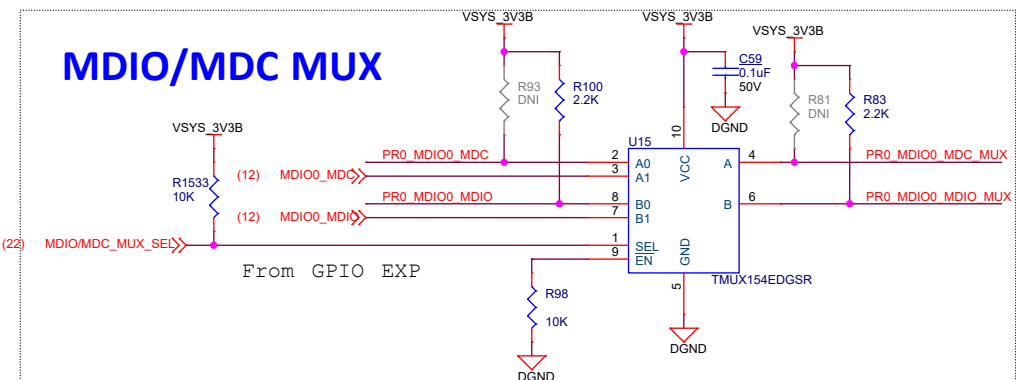 MDIO/MDC MUX
VSYS_3V3B
VSYS_3V3B
VSYS_3V3B
VSYS_3V3B
C59
0.1uF
50V
DGND
R93
DNI
R100
2.2K
R81
DNI
R83
2.2K
R1533
10K
U15
10
VCC
PR0_MDIO0_MDC
2
A0
A
4
PR0_MDIO0_MDC_MUX
(12)
MDIO0_MDC
3
A1
PR0_MDIO0_MDIO
8
B0
B
6
PR0_MDIO0_MDIO_MUX
(12)
MDIO0_MDIO
7
B1
(22)
MDIO/MDC_MUX_SEL
1
SEL
9
EN
GND
5
TMUX154EDGSR
From GPIO EXP
R98
10K
DGND
DGND